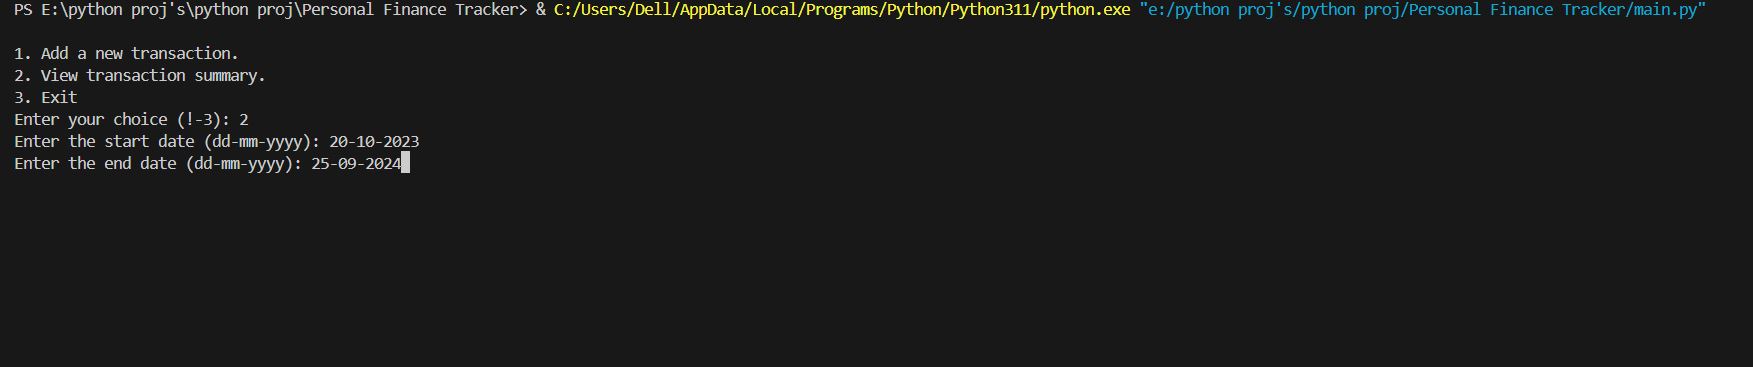 PS E:\python proj's\python proj\Personal Finance Tracker> & C:/Users/Dell/AppData/Local/Programs/Python/Python311/python.exe "e:/python proj's/python proj/Personal Finance Tracker/main.py"
1. Add a new transaction.
2. View transaction summary.
3. Exit
Enter your choice (!-3): 2
Enter the start date (dd-mm-yyyy): 20-10-2023
Enter the end date (dd-mm-yyyy): 25-09-2024